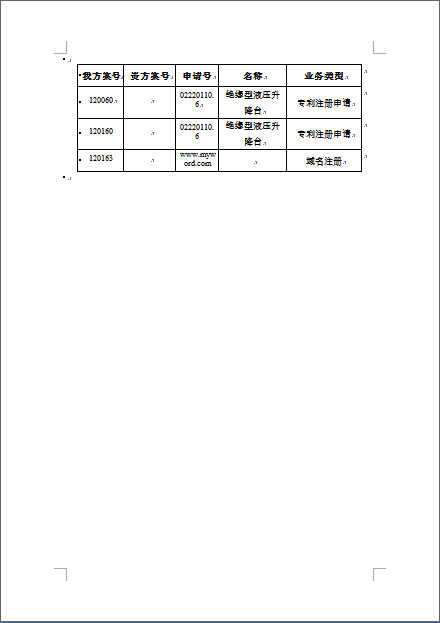 我方案号 贵方案号 申请号 名称 业务类型
120060 02220110. 绝缘型液压升 专利注册申请
6 降台
120160 02220110. 绝缘型液压升 专利注册申请
6 降台
120163 www.myw 域名注册
ord.com